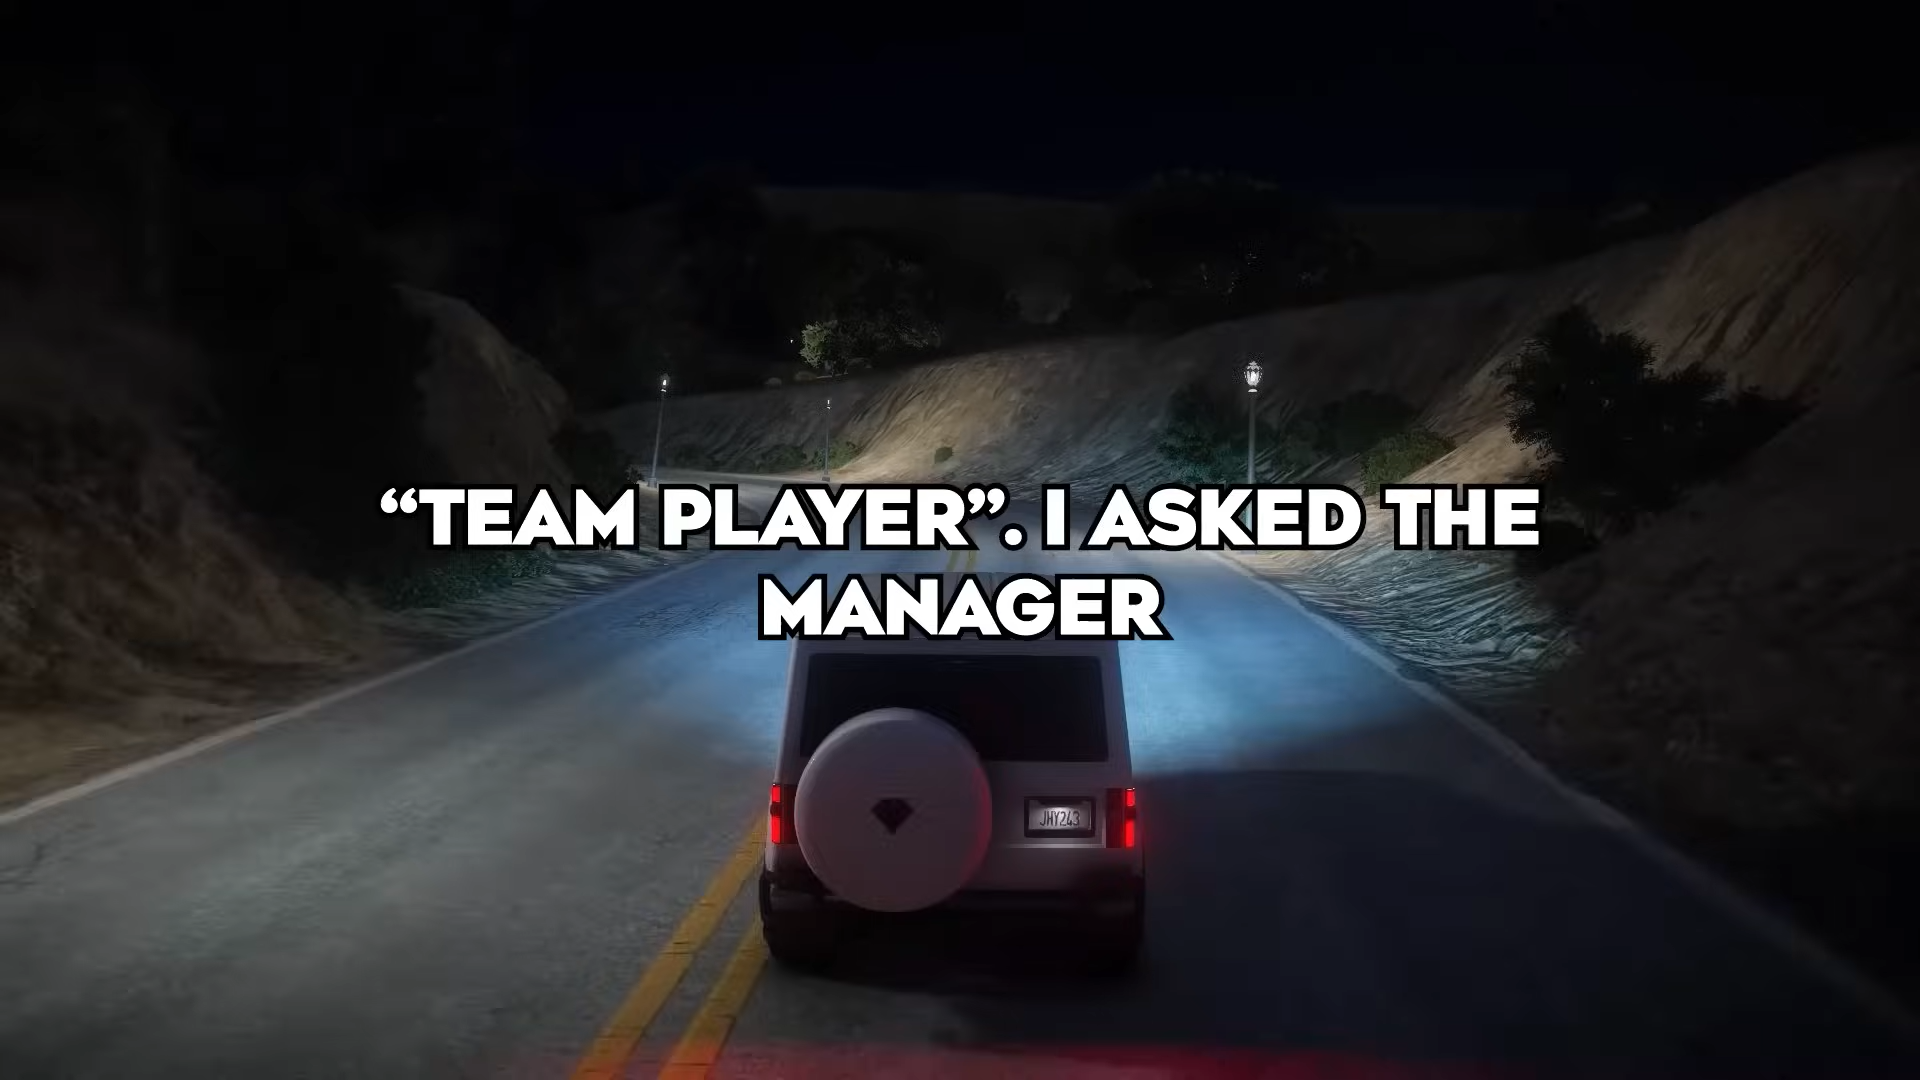 “TEAM PLAYER”. I ASKED THE
MANAGER
JHY243